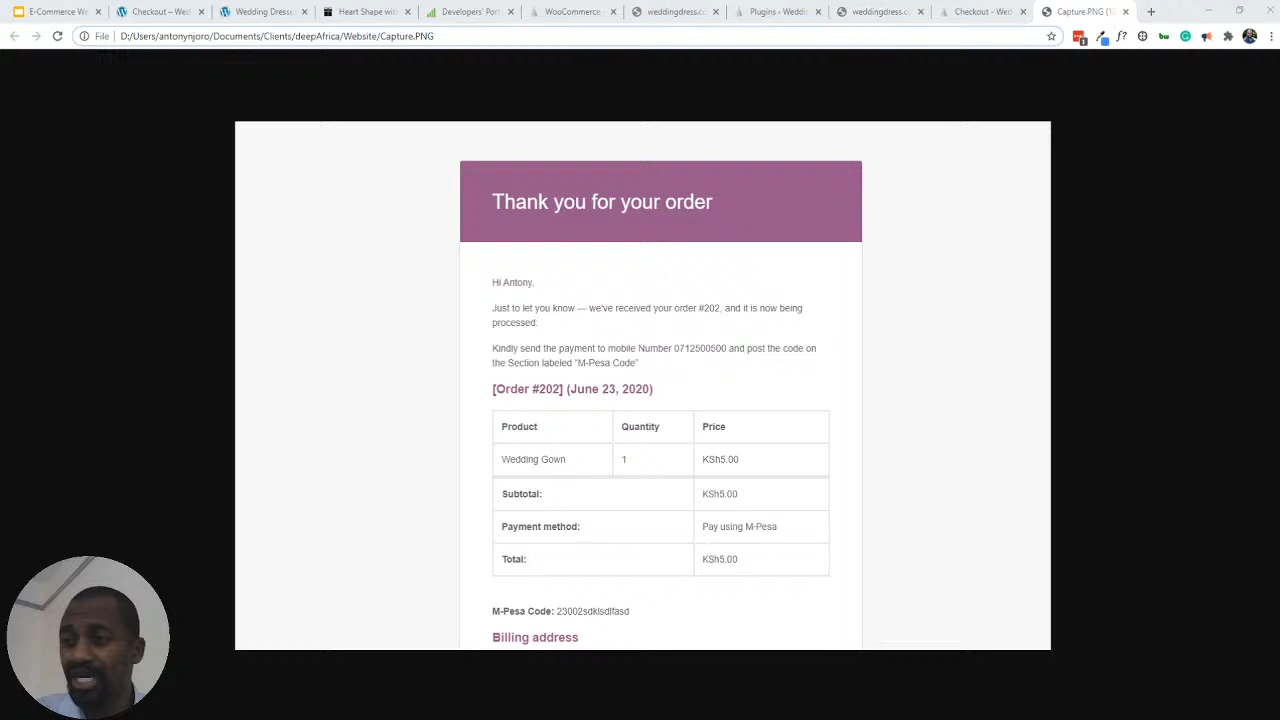 E-Commerce We
Checkout – Wed
Wedding Dresse
Heart Shape with
Developers' Port
WooCommerce
weddingdress.co
Plugins ‹ Weddi
weddingdress.co
Checkout - Wed
Capture.PNG (12
File
D:/Users/antonynjoro/Documents/Clients/deepAfrica/Website/Capture.PNG
1
f?
bw
Thank you for your order
Hi Antony,
Just to let you know — we've received your order #202, and it is now being
processed:
Kindly send the payment to mobile Number 0712500500 and post the code on
the Section labeled "M-Pesa Code"
[Order #202] (June 23, 2020)
Product Quantity Price
Wedding Gown 1 KSh5.00
Subtotal: KSh5.00
Payment method: Pay using M-Pesa
Total: KSh5.00
M-Pesa Code: 23002sdklsdlfasd
Billing address